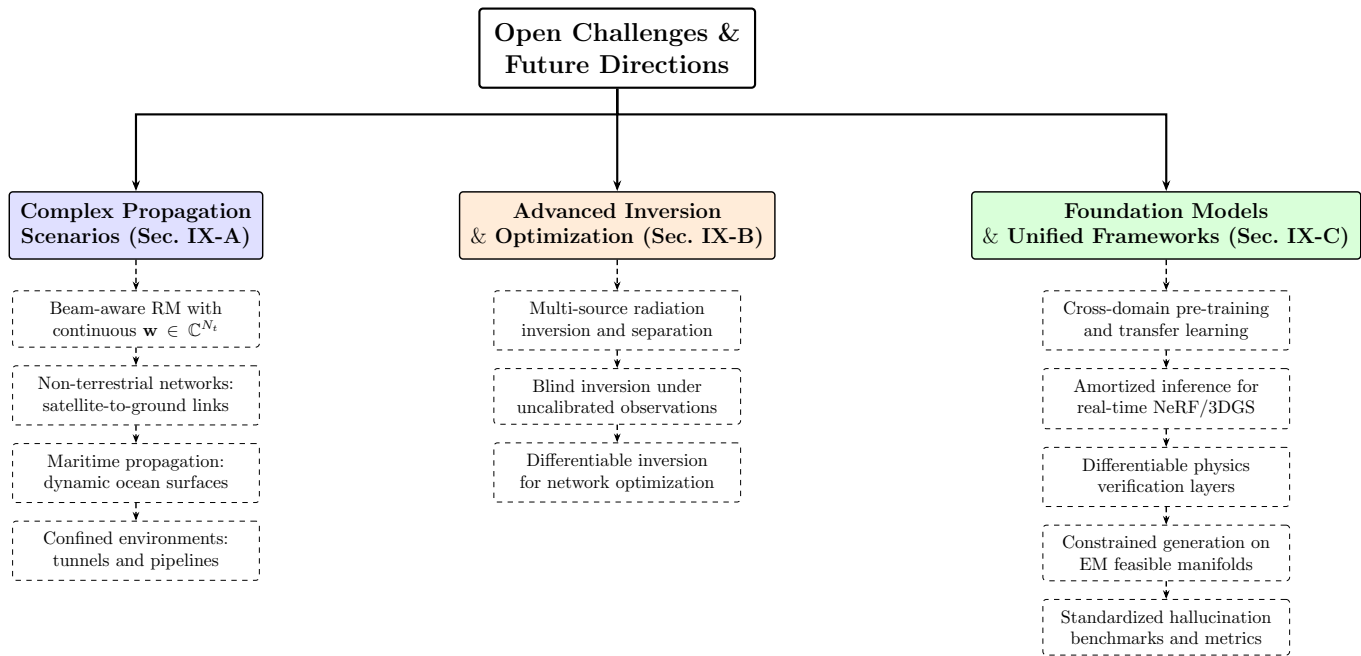 Open Challenges &
Future Directions
Complex Propagation
Scenarios (Sec. IX-A)
Beam-aware RM with
continuous w ∈ ℂ^{N_t}
Non-terrestrial networks:
satellite-to-ground links
Maritime propagation:
dynamic ocean surfaces
Confined environments:
tunnels and pipelines
Advanced Inversion
& Optimization (Sec. IX-B)
Multi-source radiation
inversion and separation
Blind inversion under
uncalibrated observations
Differentiable inversion
for network optimization
Foundation Models
& Unified Frameworks (Sec. IX-C)
Cross-domain pre-training
and transfer learning
Amortized inference for
real-time NeRF/3DGS
Differentiable physics
verification layers
Constrained generation on
EM feasible manifolds
Standardized hallucination
benchmarks and metrics